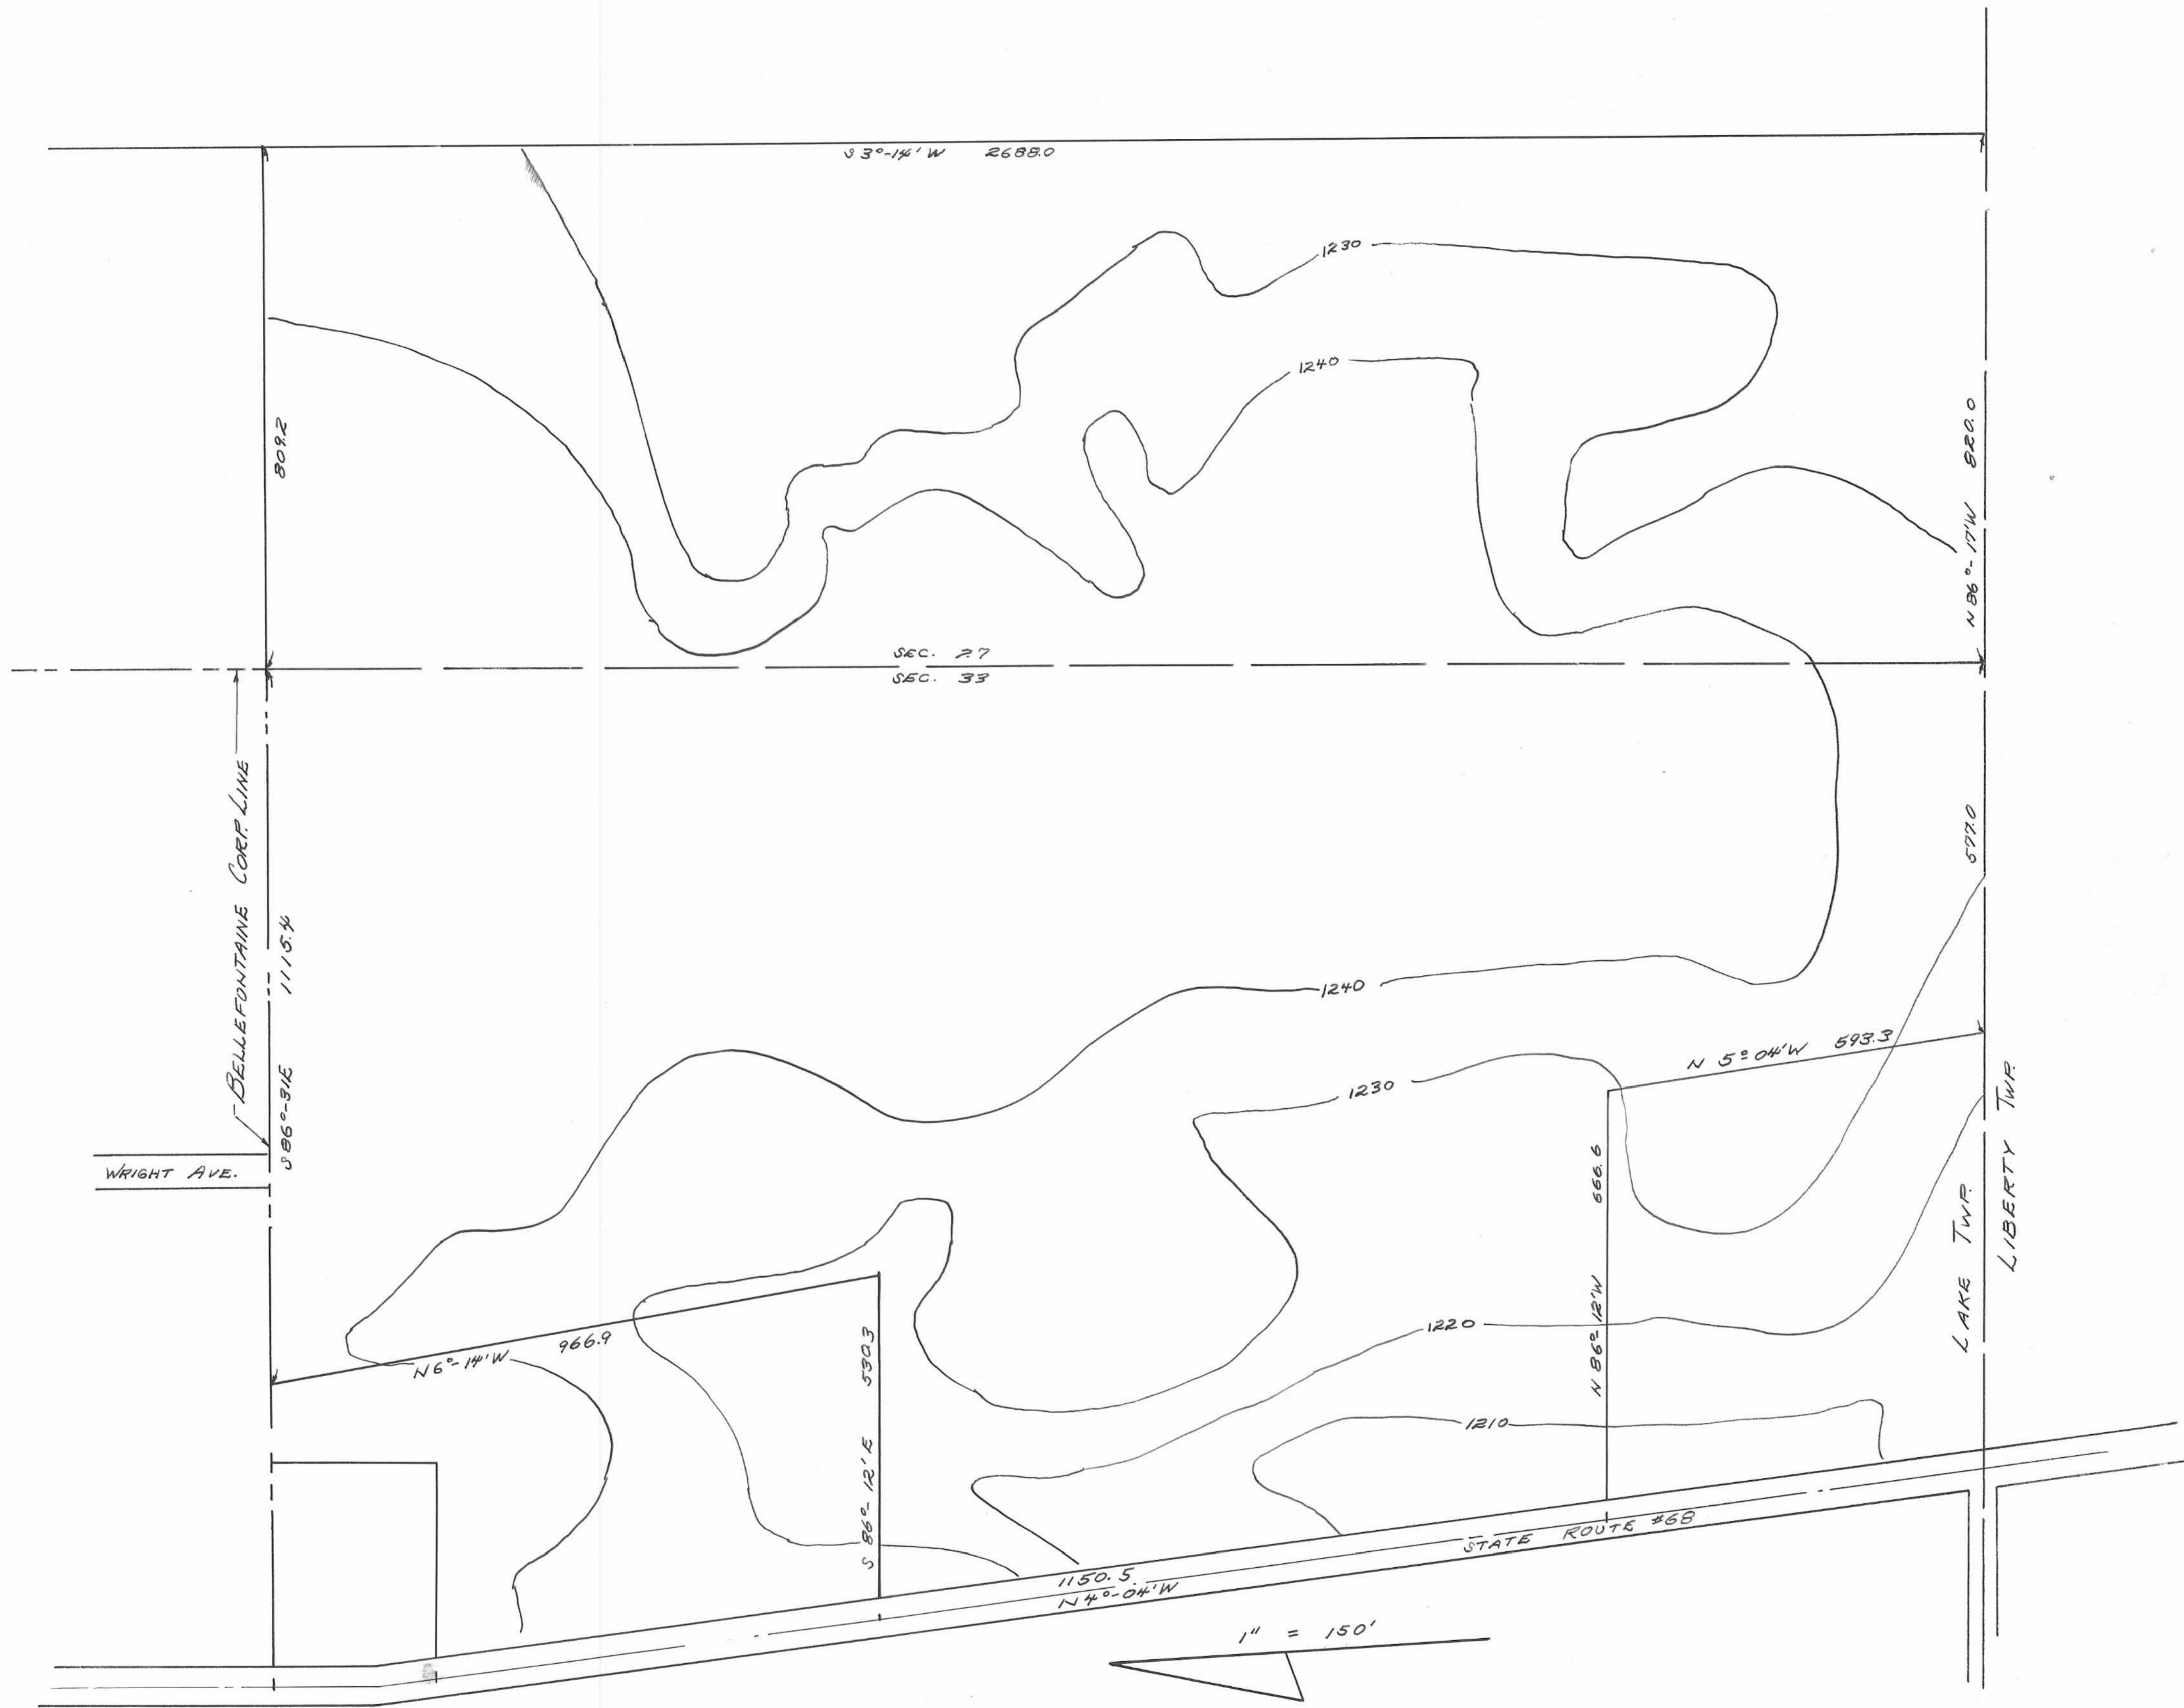 S 3°-14' W 2688.0
1230
1240
809.2
N 86°-17' W 820.0
SEC. 27
SEC. 33
BELLEFONTAINE CORP. LINE
S 86°-31E 1115.4
577.0
1240
N 5° 04' W 593.3
1230
WRIGHT AVE.
N 86°-12' W 666.6
LAKE TWP.
LIBERTY TWP.
966.9
N 6°-14' W
S 86°-12' E 530.3
1220
1210
STATE ROUTE #68
1150.5
N 4°-04' W
1" = 150'